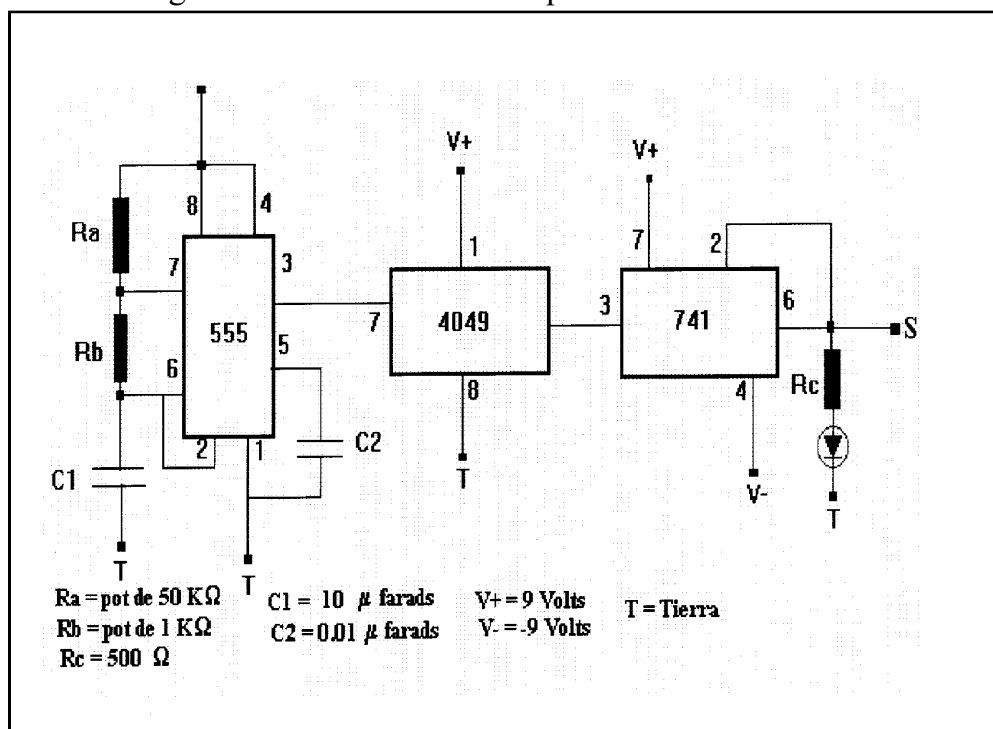 V+
V+
8
4
1
7
2
Ra
7
3
555
7
4049
3
741
6
S
Rb
6
5
8
4
Rc
2
1
C2
C1
T
V-
T
T
T
Ra = pot de 50 KΩ
C1 = 10 μ farads
V+ = 9 Volts
T = Tierra
Rb = pot de 1 KΩ
C2 = 0.01 μ farads
V- = -9 Volts
Rc = 500 Ω